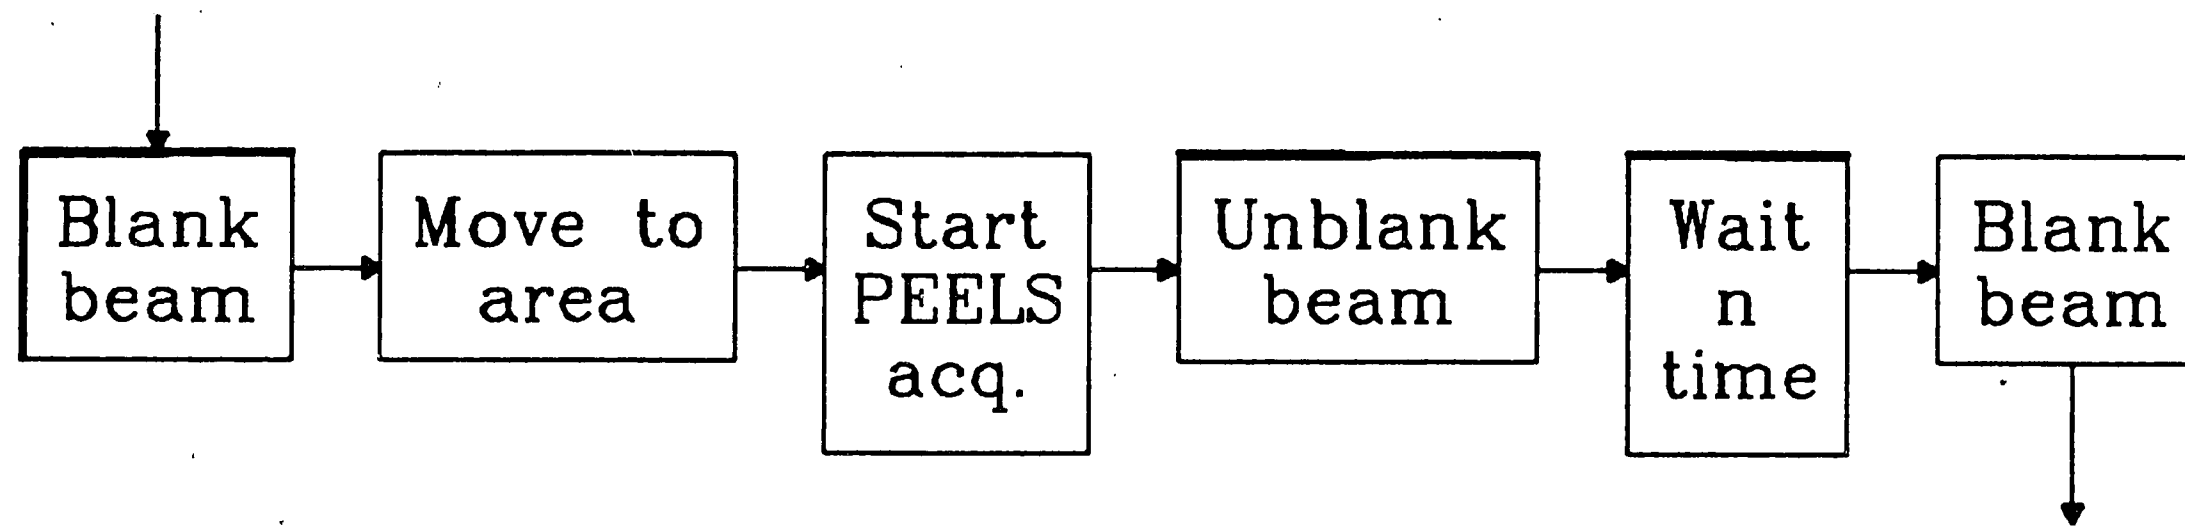 Blank
beam
Move to
area
Start
PEELS
acq.
Unblank
beam
Wait
n
time
Blank
beam